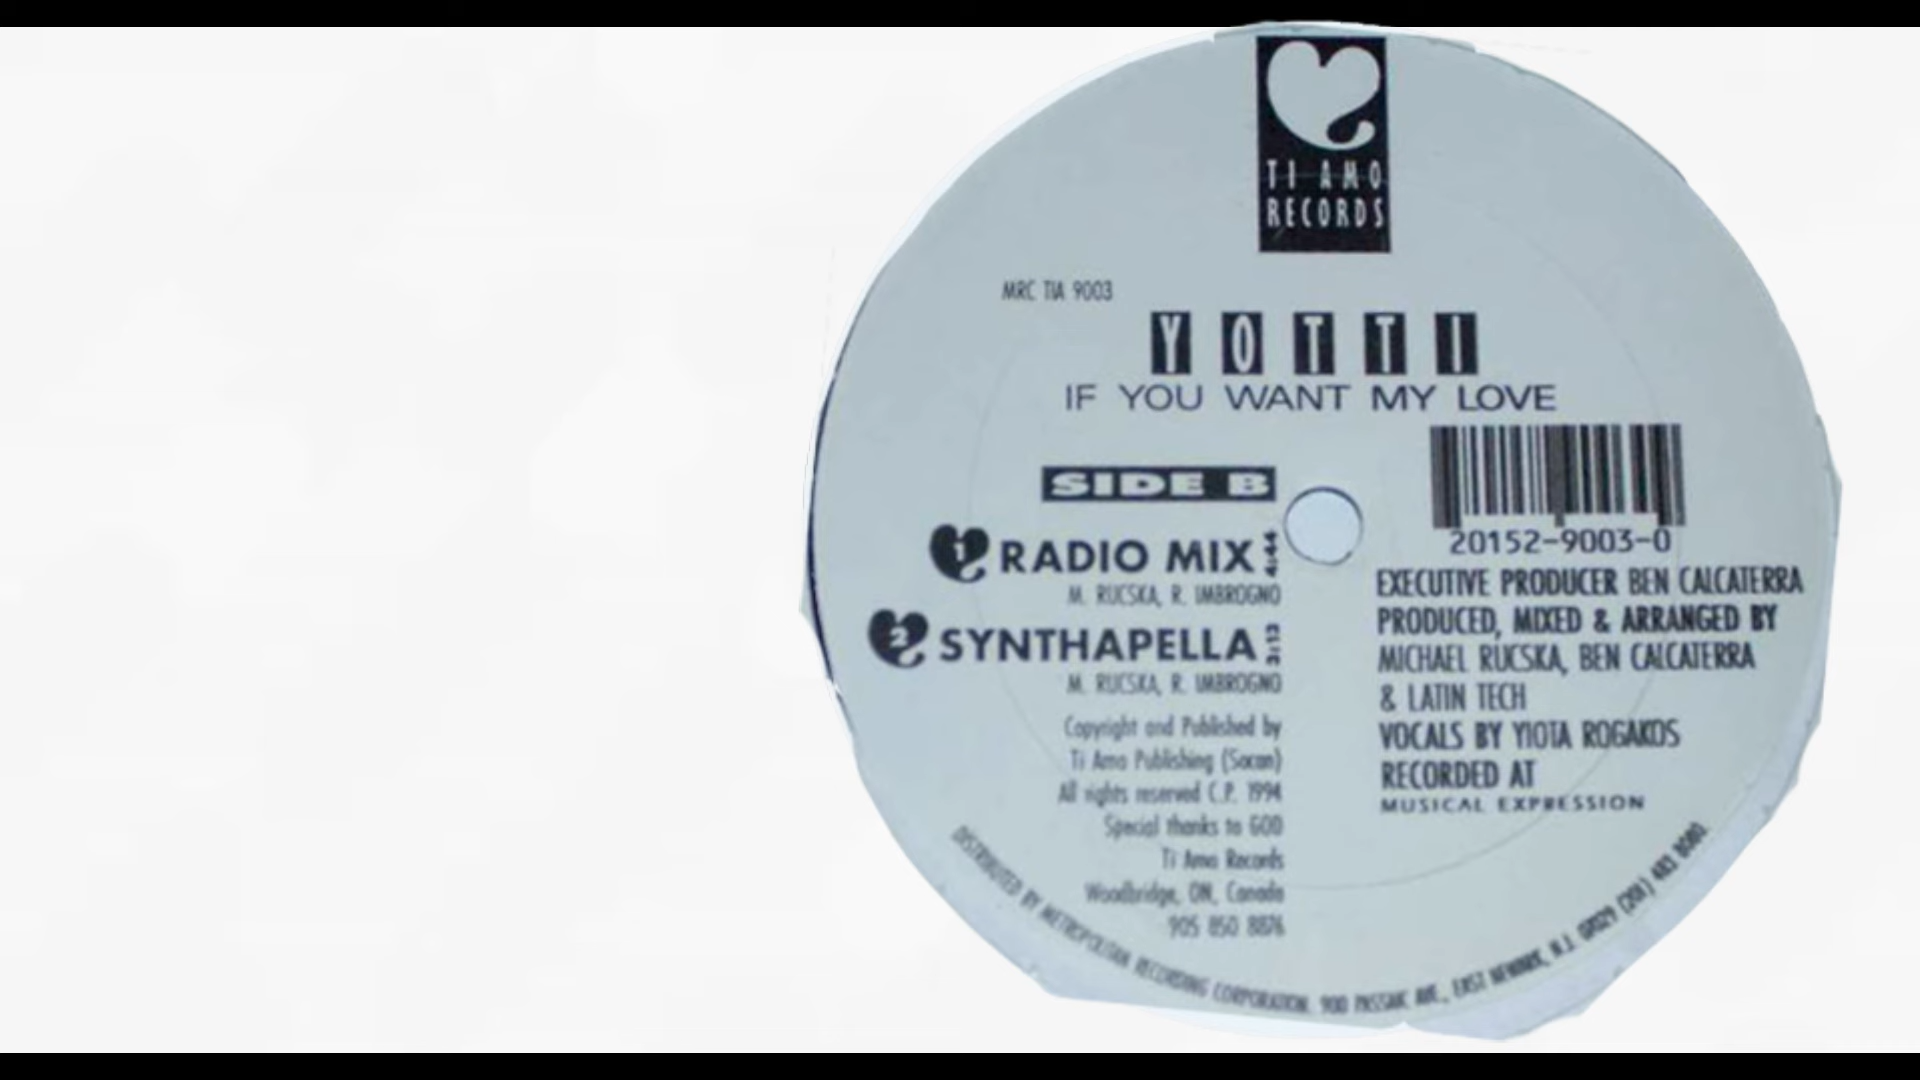 TI AMO
RECORDS
MRC TIA 9003
YOTTI
IF YOU WANT MY LOVE
SIDE B
1 RADIO MIX 4:44
M. RUCSKA, R. IMBROGNO
2 SYNTHAPELLA 3:13
M. RUCSKA, R. IMBROGNO
Copyright and Published by
Ti Amo Publishing (Socan)
All rights reserved C.P. 1994
Special thanks to GOD
Ti Amo Records
Woodbridge, ON, Canada
905 850 8876
20152-9003-0
EXECUTIVE PRODUCER BEN CALCATERRA
PRODUCED, MIXED & ARRANGED BY
MICHAEL RUCSKA, BEN CALCATERRA
& LATIN TECH
VOCALS BY YIOTA ROGAKOS
RECORDED AT
MUSICAL EXPRESSION
DISTRIBUTED BY METROPOLITAN RECORDING CORPORATION. 900 PASSAIC AVE., EAST NEWARK, N.J. 07029 (201) 483 8080.